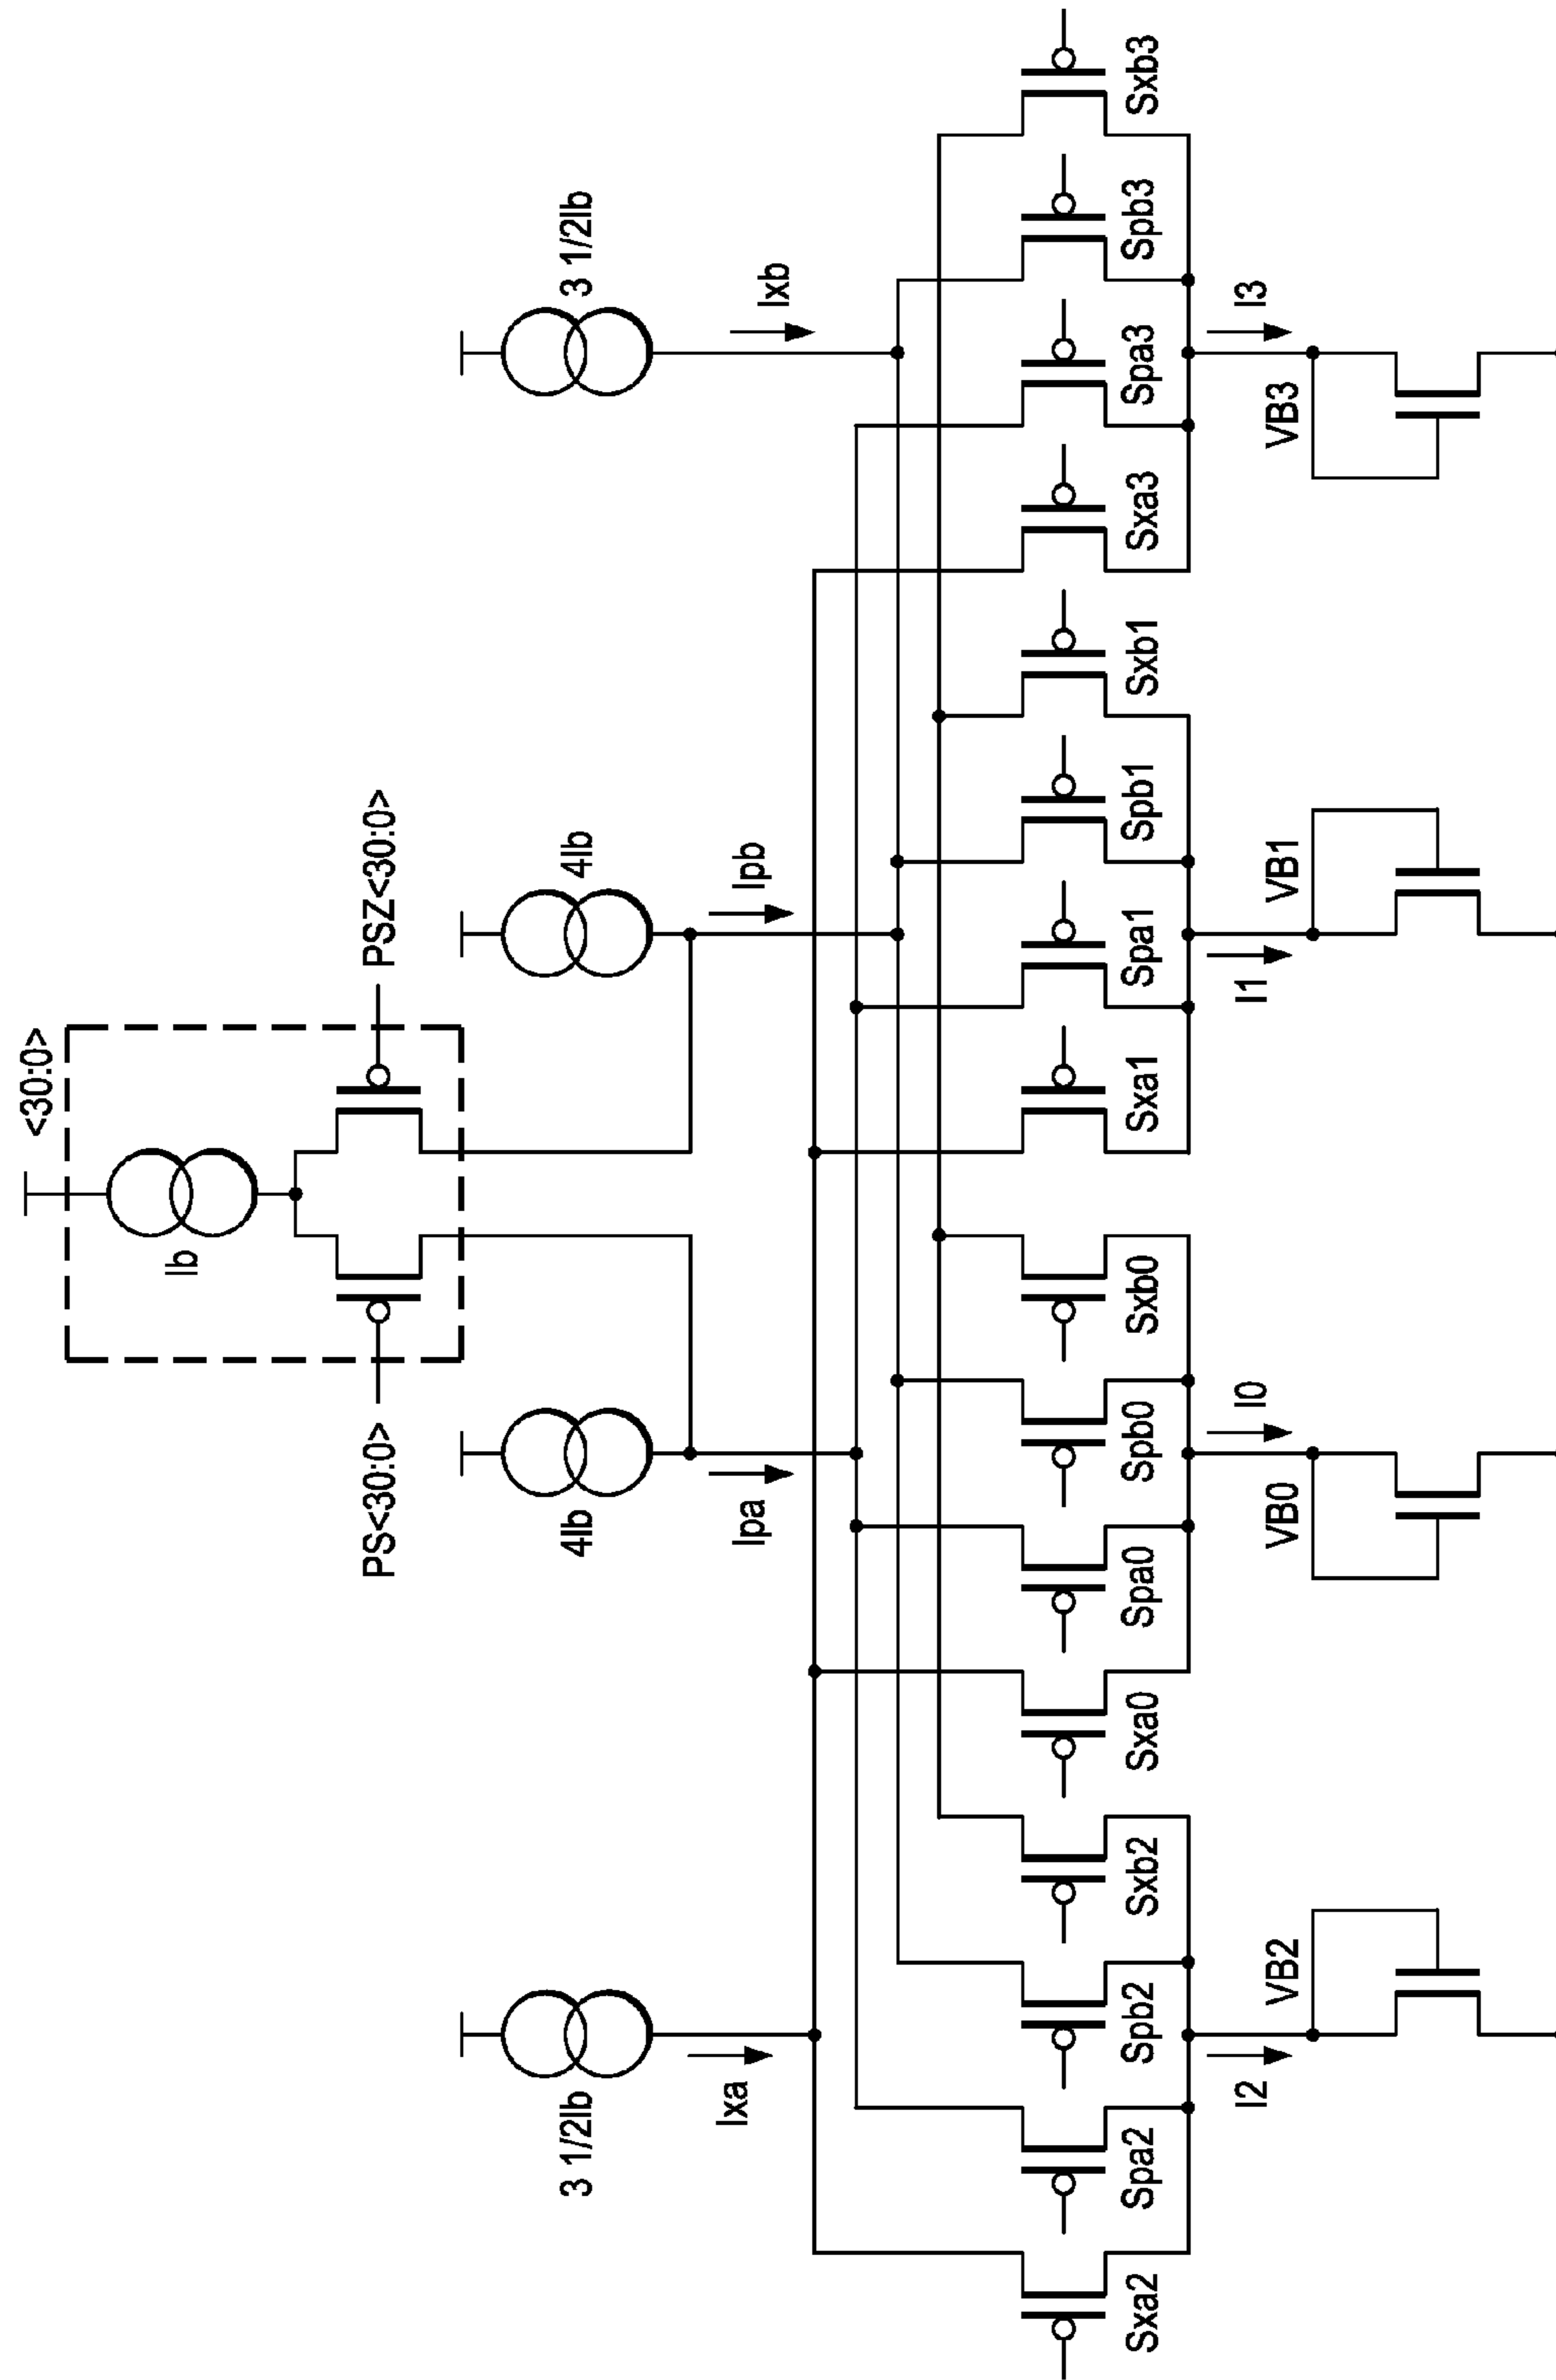 <30:0>
Ib
PS<30:0>
PSZ<30:0>
3 1/2Ib
4Ib
4Ib
3 1/2Ib
Ixa
Ipa
Ipb
Ixb
Sxa2
Spa2
Spb2
Sxb2
Sxa0
Spa0
Spb0
Sxb0
Sxa1
Spa1
Spb1
Sxb1
Sxa3
Spa3
Spb3
Sxb3
I2
VB2
VB0
I0
I1
VB1
VB3
I3